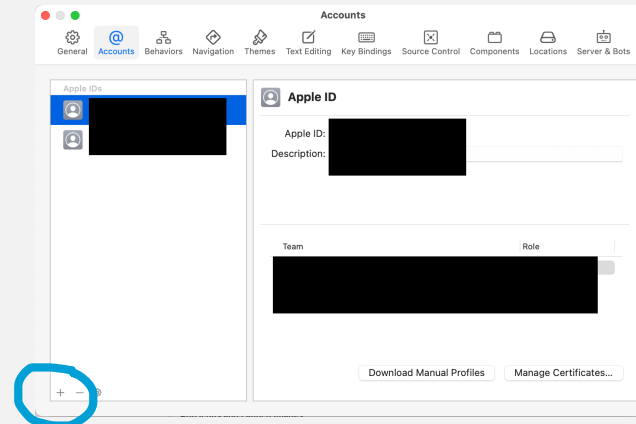 Accounts
General Accounts Behaviors Navigation Themes Text Editing Key Bindings Source Control Components Locations Server & Bots
Apple IDs
@ Apple ID
Apple ID:
Description:
Team Role
Download Manual Profiles Manage Certificates...
+ −